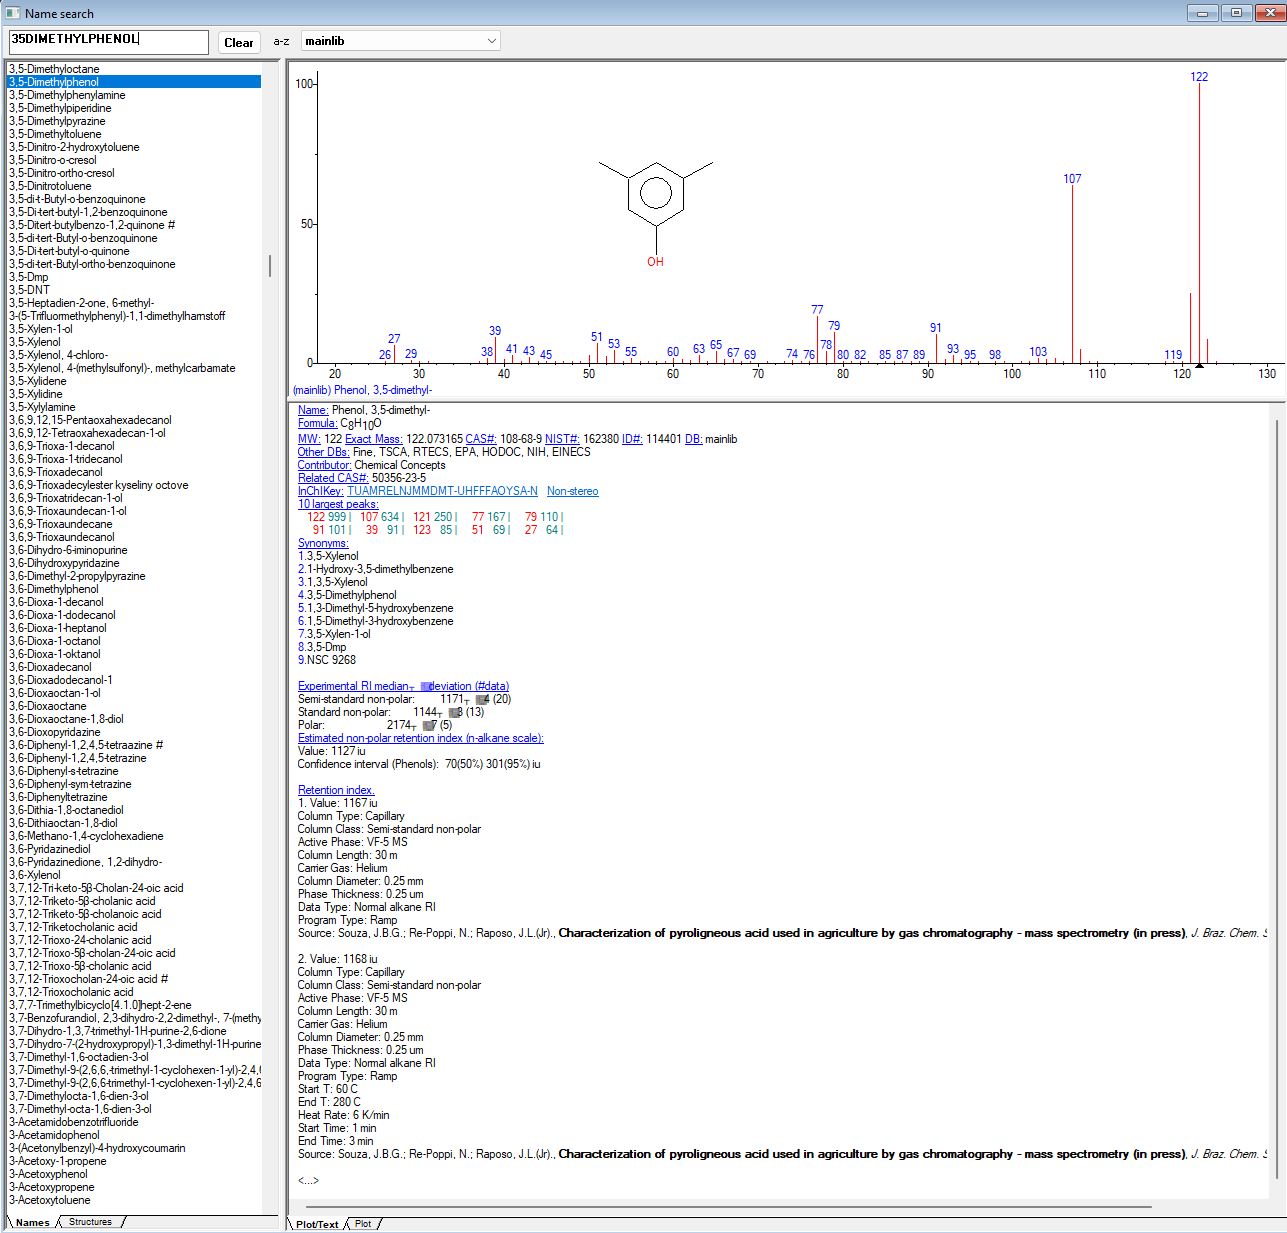 Name search
35DIMETHYLPHENOL
Clear
a-z
mainlib
3,5-Dimethyloctane
3,5-Dimethylphenol
3,5-Dimethylphenylamine
3,5-Dimethylpiperidine
3,5-Dimethylpyrazine
3,5-Dimethyltoluene
3,5-Dinitro-2-hydroxytoluene
3,5-Dinitro-o-cresol
3,5-Dinitro-ortho-cresol
3,5-Dinitrotoluene
3,5-di-t-Butyl-o-benzoquinone
3,5-Di-tert-butyl-1,2-benzoquinone
3,5-Ditert-butylbenzo-1,2-quinone #
3,5-di-tert-Butyl-o-benzoquinone
3,5-Di-tert-butyl-o-quinone
3,5-di-tert-Butyl-ortho-benzoquinone
3,5-Dmp
3,5-DNT
3,5-Heptadien-2-one, 6-methyl-
3-(5-Trifluormethylphenyl)-1,1-dimethylharnstoff
3,5-Xylen-1-ol
3,5-Xylenol
3,5-Xylenol, 4-chloro-
3,5-Xylenol, 4-(methylsulfonyl)-, methylcarbamate
3,5-Xylidene
3,5-Xylidine
3,5-Xylylamine
3,6,9,12,15-Pentaoxahexadecanol
3,6,9,12-Tetraoxahexadecan-1-ol
3,6,9-Trioxa-1-decanol
3,6,9-Trioxa-1-tridecanol
3,6,9-Trioxadecanol
3,6,9-Trioxadecylester kyseliny octove
3,6,9-Trioxatridecan-1-ol
3,6,9-Trioxaundecan-1-ol
3,6,9-Trioxaundecane
3,6,9-Trioxaundecanol
3,6-Dihydro-6-iminopurine
3,6-Dihydroxypyridazine
3,6-Dimethyl-2-propylpyrazine
3,6-Dimethylphenol
3,6-Dioxa-1-decanol
3,6-Dioxa-1-dodecanol
3,6-Dioxa-1-heptanol
3,6-Dioxa-1-octanol
3,6-Dioxa-1-oktanol
3,6-Dioxadecanol
3,6-Dioxadodecanol-1
3,6-Dioxaoctan-1-ol
3,6-Dioxaoctane
3,6-Dioxaoctane-1,8-diol
3,6-Dioxopyridazine
3,6-Diphenyl-1,2,4,5-tetraazine #
3,6-Diphenyl-1,2,4,5-tetrazine
3,6-Diphenyl-s-tetrazine
3,6-Diphenyl-sym-tetrazine
3,6-Diphenyltetrazine
3,6-Dithia-1,8-octanediol
3,6-Dithiaoctan-1,8-diol
3,6-Methano-1,4-cyclohexadiene
3,6-Pyridazinediol
3,6-Pyridazinedione, 1,2-dihydro-
3,6-Xylenol
3,7,12-Tri-keto-5β-Cholan-24-oic acid
3,7,12-Triketo-5β-cholanic acid
3,7,12-Triketo-5β-cholanoic acid
3,7,12-Triketocholanic acid
3,7,12-Trioxo-24-cholanic acid
3,7,12-Trioxo-5β-cholan-24-oic acid
3,7,12-Trioxo-5β-cholanic acid
3,7,12-Trioxocholan-24-oic acid #
3,7,12-Trioxocholanic acid
3,7,7-Trimethylbicyclo[4.1.0]hept-2-ene
3,7-Benzofurandiol, 2,3-dihydro-2,2-dimethyl-, 7-(methy
3,7-Dihydro-1,3,7-trimethyl-1H-purine-2,6-dione
3,7-Dihydro-7-(2-hydroxypropyl)-1,3-dimethyl-1H-purine
3,7-Dimethyl-1,6-octadien-3-ol
3,7-Dimethyl-9-(2,6,6,-trimethyl-1-cyclohexen-1-yl)-2,4,6
3,7-Dimethyl-9-(2,6,6-trimethyl-1-cyclohexen-1-yl)-2,4,6
3,7-Dimethylocta-1,6-dien-3-ol
3,7-Dimethyl-octa-1,6-dien-3-ol
3-Acetamidobenzotrifluoride
3-Acetamidophenol
3-(Acetonylbenzyl)-4-hydroxycoumarin
3-Acetoxy-1-propene
3-Acetoxyphenol
3-Acetoxypropene
3-Acetoxytoluene
Names
Structures
100
50
0
OH
26 27 29 38 39 41 43 45 51 53 55 60 63 65 67 69 74 76 77 78 79 80 82 85 87 89 91 93 95 98 103 107 119 122
20 30 40 50 60 70 80 90 100 110 120 130
(mainlib) Phenol, 3,5-dimethyl-
Name: Phenol, 3,5-dimethyl-
Formula: C8H10O
MW: 122 Exact Mass: 122.073165 CAS#: 108-68-9 NIST#: 162380 ID#: 114401 DB: mainlib
Other DBs: Fine, TSCA, RTECS, EPA, HODOC, NIH, EINECS
Contributor: Chemical Concepts
Related CAS#: 50356-23-5
InChIKey: TUAMRELNJMMDMT-UHFFFAOYSA-N Non-stereo
10 largest peaks:
122 999 | 107 634 | 121 250 | 77 167 | 79 110 |
91 101 | 39 91 | 123 85 | 51 69 | 27 64 |
Synonyms:
1.3,5-Xylenol
2.1-Hydroxy-3,5-dimethylbenzene
3.1,3,5-Xylenol
4.3,5-Dimethylphenol
5.1,3-Dimethyl-5-hydroxybenzene
6.1,5-Dimethyl-3-hydroxybenzene
7.3,5-Xylen-1-ol
8.3,5-Dmp
9.NSC 9268
Experimental RI median deviation (#data)
Semi-standard non-polar: 1171 4 (20)
Standard non-polar: 1144 3 (13)
Polar: 2174 7 (5)
Estimated non-polar retention index (n-alkane scale):
Value: 1127 iu
Confidence interval (Phenols): 70(50%) 301(95%) iu
Retention index.
1. Value: 1167 iu
Column Type: Capillary
Column Class: Semi-standard non-polar
Active Phase: VF-5 MS
Column Length: 30 m
Carrier Gas: Helium
Column Diameter: 0.25 mm
Phase Thickness: 0.25 um
Data Type: Normal alkane RI
Program Type: Ramp
Source: Souza, J.B.G.; Re-Poppi, N.; Raposo, J.L.(Jr)., Characterization of pyroligneous acid used in agriculture by gas chromatography - mass spectrometry (in press), J. Braz. Chem. S
2. Value: 1168 iu
Column Type: Capillary
Column Class: Semi-standard non-polar
Active Phase: VF-5 MS
Column Length: 30 m
Carrier Gas: Helium
Column Diameter: 0.25 mm
Phase Thickness: 0.25 um
Data Type: Normal alkane RI
Program Type: Ramp
Start T: 60 C
End T: 280 C
Heat Rate: 6 K/min
Start Time: 1 min
End Time: 3 min
Source: Souza, J.B.G.; Re-Poppi, N.; Raposo, J.L.(Jr)., Characterization of pyroligneous acid used in agriculture by gas chromatography - mass spectrometry (in press), J. Braz. Chem. S
<...>
Plot/Text
Plot